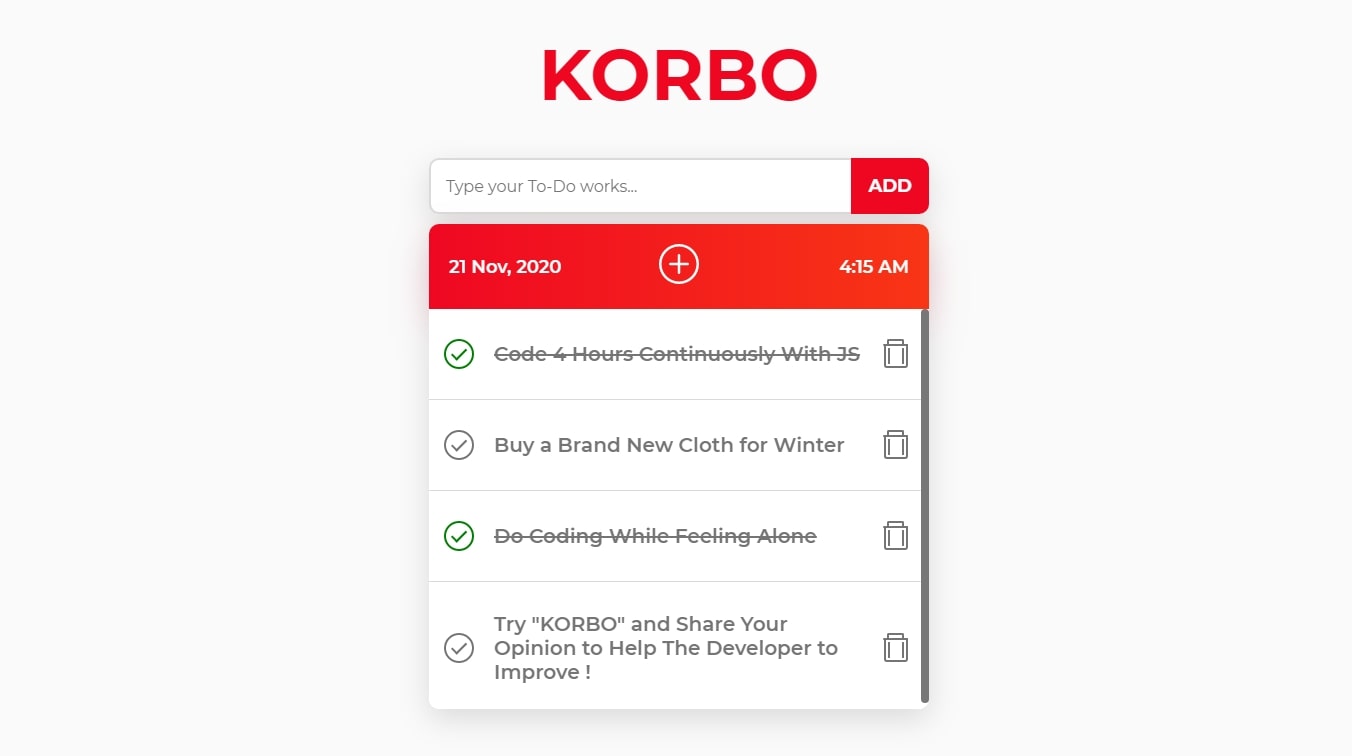 KORBO
Type your To-Do works...
ADD
21 Nov, 2020
4:15 AM
Code 4 Hours Continuously With JS
Buy a Brand New Cloth for Winter
Do Coding While Feeling Alone
Try "KORBO" and Share Your
Opinion to Help The Developer to
Improve !